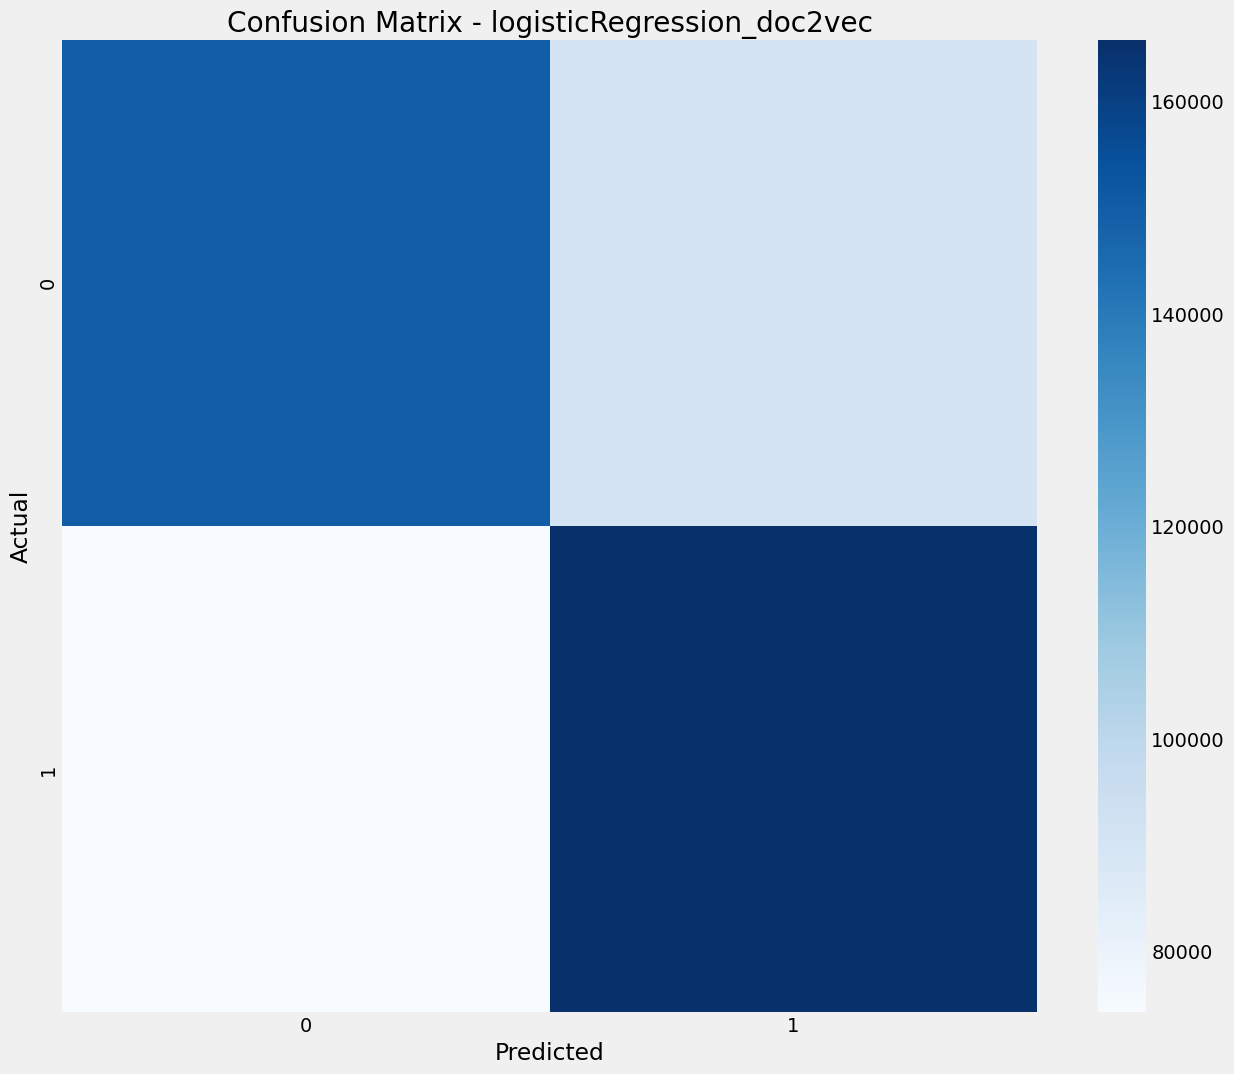 Confusion Matrix - logisticRegression_doc2vec
160000
140000
120000
100000
80000
Actual
0
1
0 1
Predicted